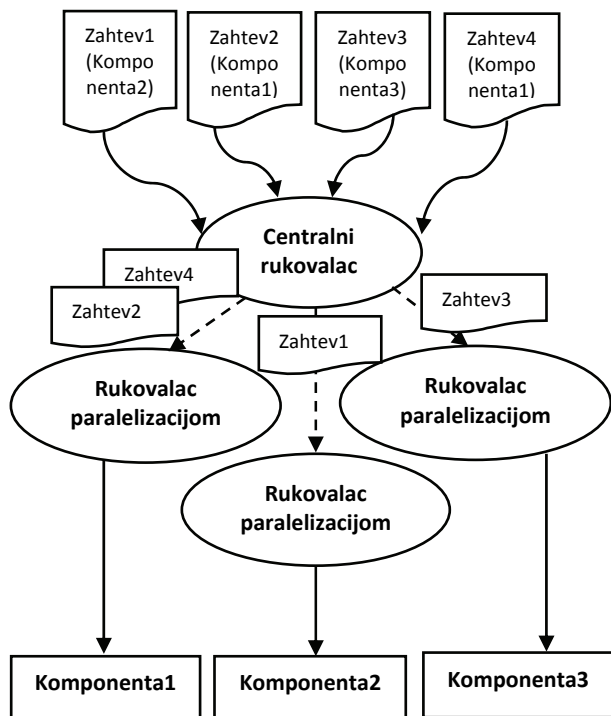 Zahtev1
(Kompo
nenta2)
Zahtev2
(Kompo
nenta1)
Zahtev3
(Kompo
nenta3)
Zahtev4
(Kompo
nenta1)
Centralni
rukovalac
Zahtev4
Zahtev2
Zahtev1
Zahtev3
Rukovalac
paralelizacijom
Rukovalac
paralelizacijom
Rukovalac
paralelizacijom
Komponenta1
Komponenta2
Komponenta3